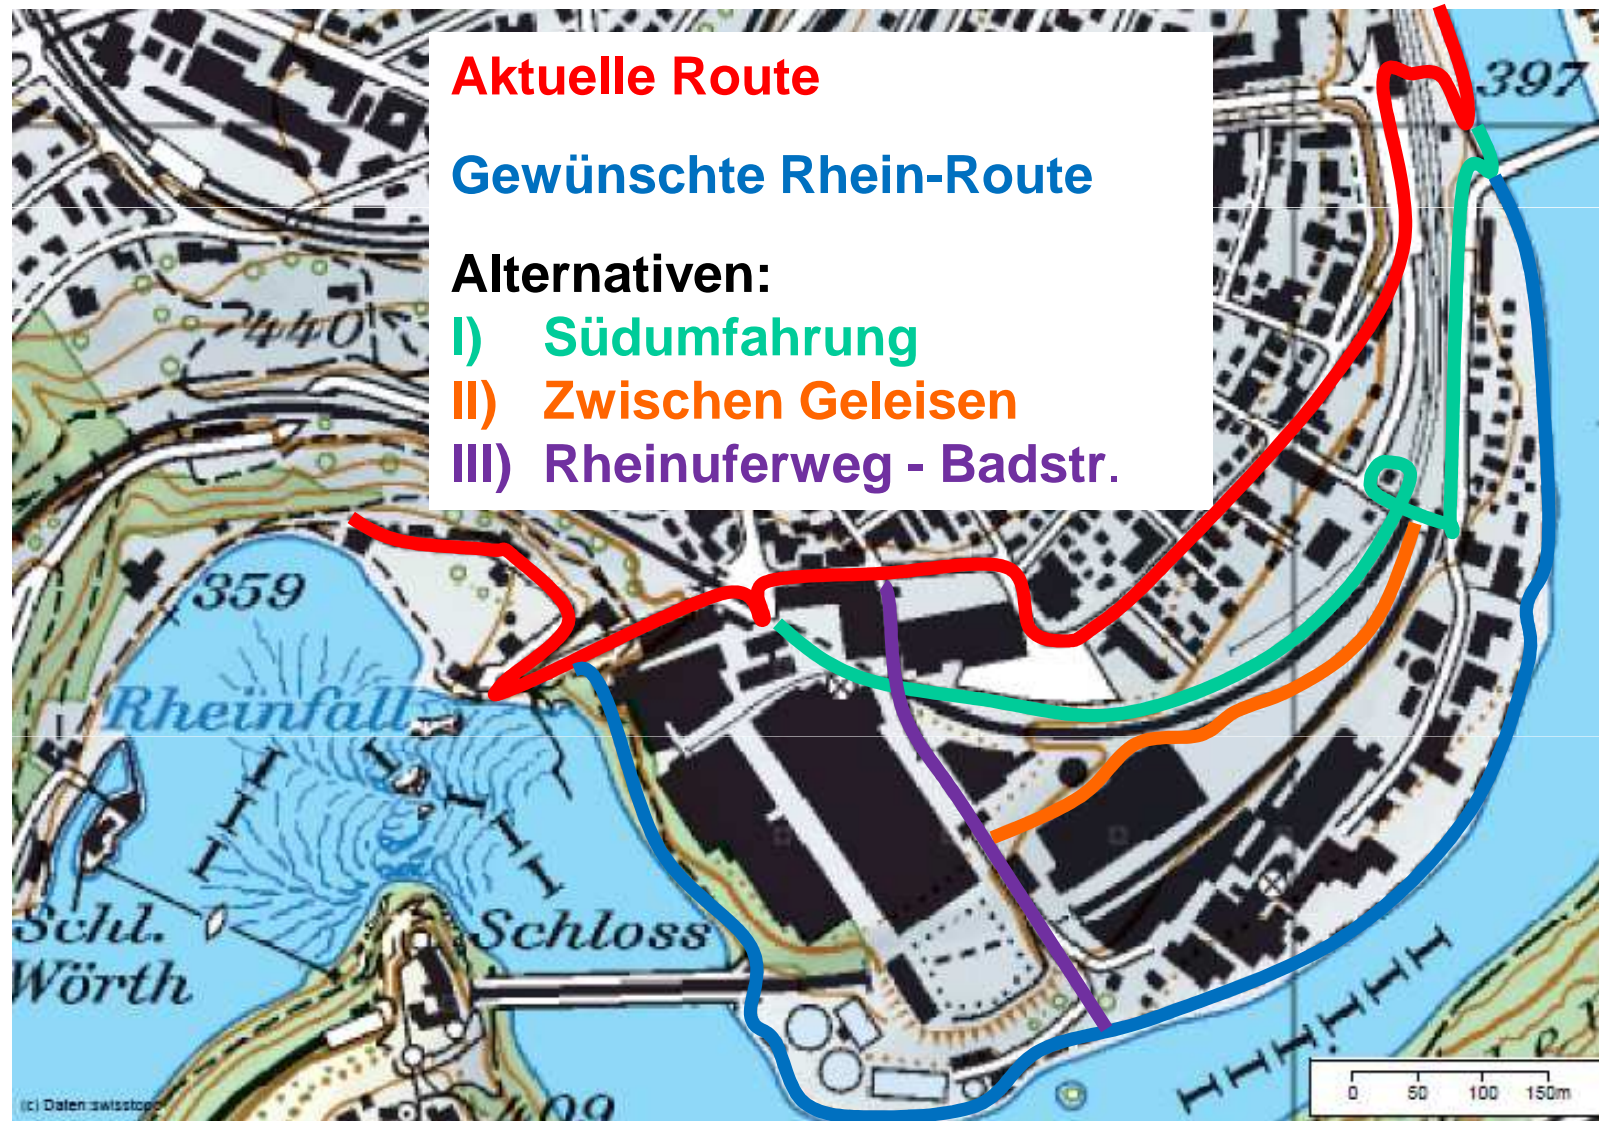 Aktuelle Route
Gewünschte Rhein-Route
Alternativen:
I) Südumfahrung
II) Zwischen Geleisen
III) Rheinuferweg - Badstr.
397
440
359
Rheinfall
Schl.
Wörth
Schloss
0 50 100 150m
(c) Daten:swisstopo